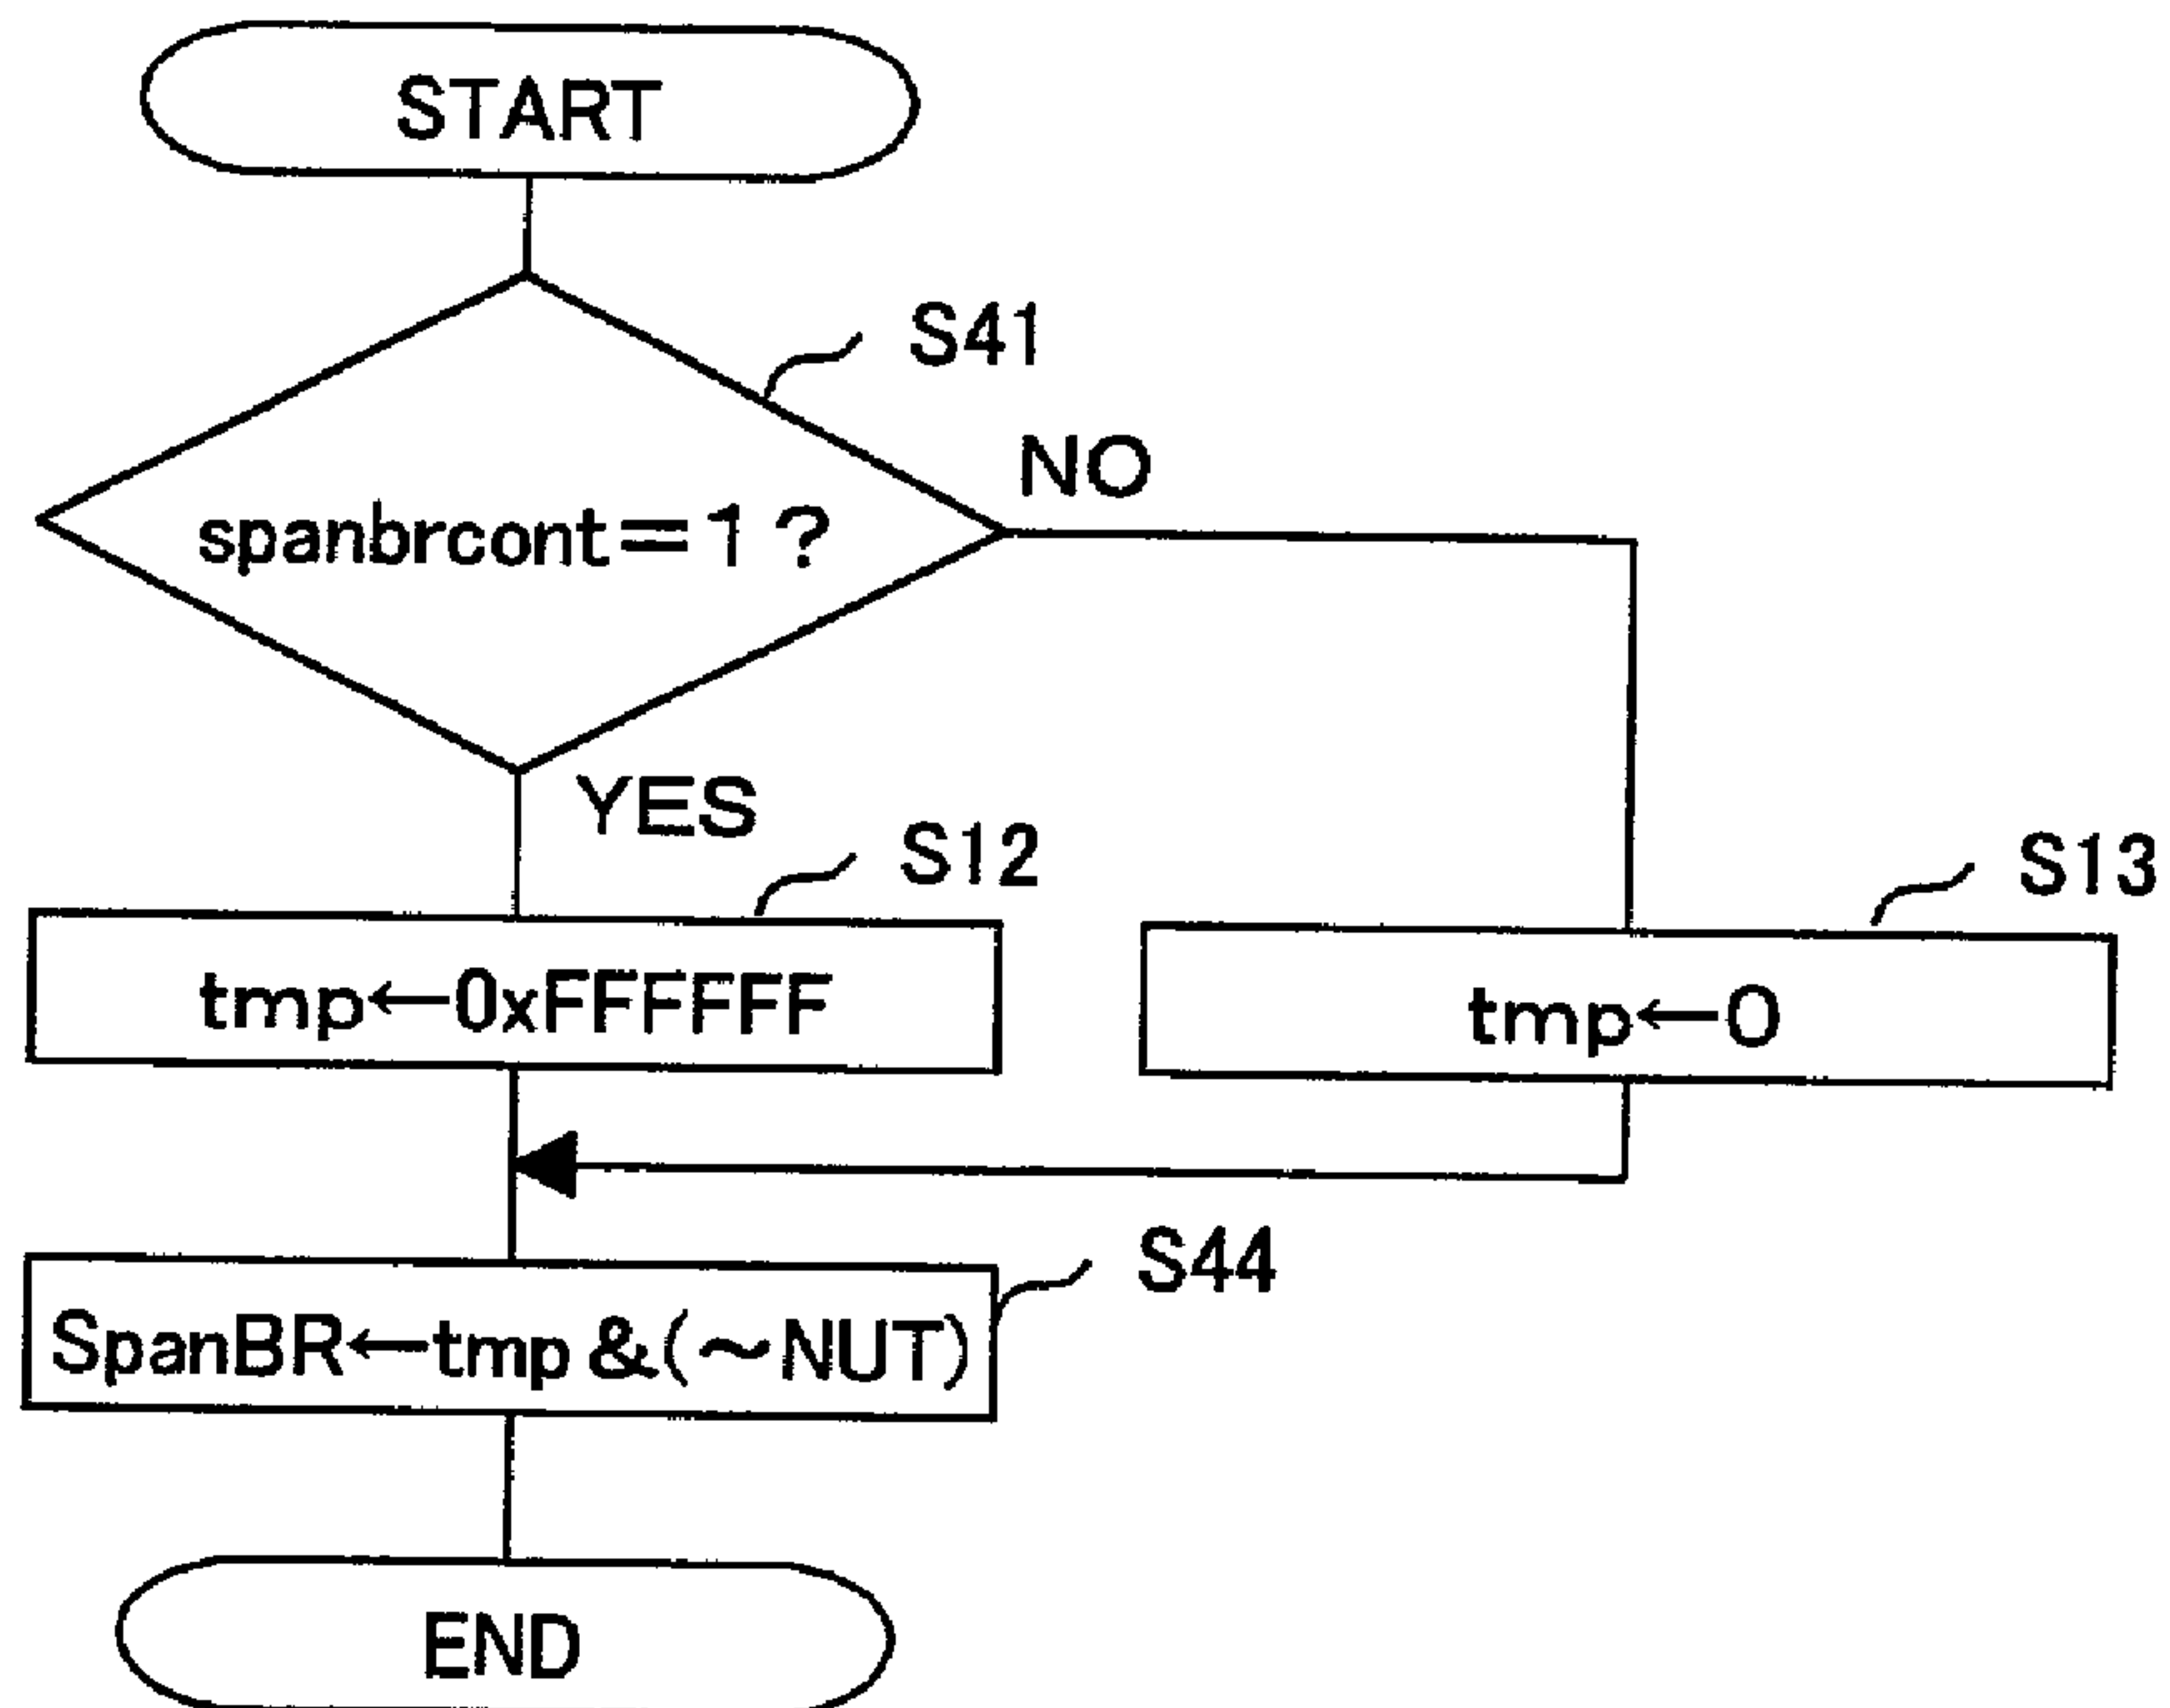 START
S41
NO
spanbrcont=1?
YES
S12
S13
tmp←0xFFFFFF
tmp←0
S44
SpanBR←tmp&(~NUT)
END